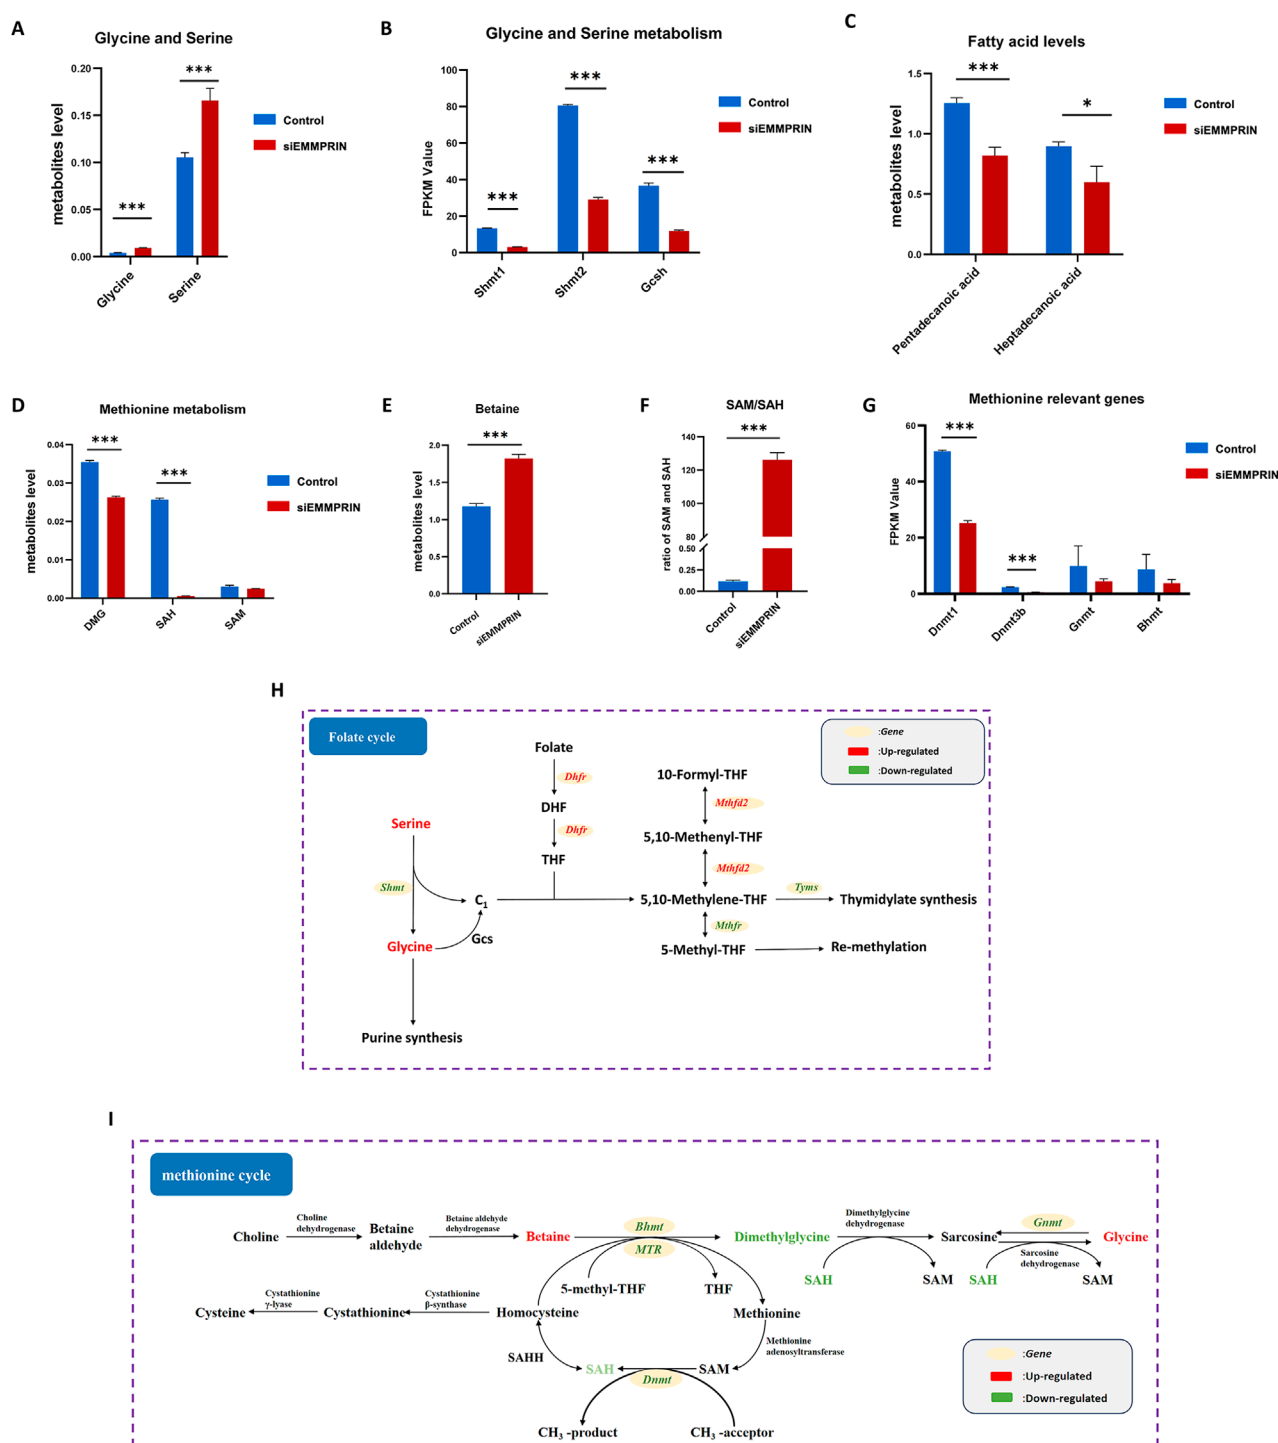 A
Glycine and Serine
metabolites level
0.20
0.15
0.10
0.05
0.00
***
***
Glycine
Serine
Control
siEMMPRIN
B
Glycine and Serine metabolism
FPKM Value
100
80
60
40
20
0
***
***
***
Shmt1
Shmt2
Gcsh
Control
siEMMPRIN
C
Fatty acid levels
metabolites level
1.5
1.0
0.5
0.0
***
*
Pentadecanoic acid
Heptadecanoic acid
Control
siEMMPRIN
D
Methionine metabolism
metabolites level
0.04
0.03
0.02
0.01
0.00
***
***
DMG
SAH
SAM
Control
siEMMPRIN
E
Betaine
metabolites level
2.0
1.5
1.0
0.5
0.0
***
Control
siEMMPRIN
F
SAM/SAH
ratio of SAM and SAH
140
120
100
80
0.50
0.25
0.00
***
Control
siEMMPRIN
G
Methionine relevant genes
FPKM Value
60
40
20
0
***
***
Dnmt1
Dnmt3b
Gnmt
Bhmt
Control
siEMMPRIN
H
Folate cycle
:Gene
:Up-regulated
:Down-regulated
Folate
Dhfr
DHF
Dhfr
THF
10-Formyl-THF
Mthfd2
5,10-Methenyl-THF
Mthfd2
5,10-Methylene-THF
Tyms
Thymidylate synthesis
Mthfr
5-Methyl-THF
Re-methylation
Serine
Shmt
C1
Glycine
Gcs
Purine synthesis
I
methionine cycle
Choline
Choline
dehydrogenase
Betaine
aldehyde
Betaine aldehyde
dehydrogenase
Betaine
Bhmt
MTR
Dimethylglycine
Dimethylglycine
dehydrogenase
Sarcosine
Gnmt
Sarcosine
dehydrogenase
Glycine
5-methyl-THF
THF
SAH
SAM
SAH
SAM
Cysteine
Cystathionine
γ-lyase
Cystathionine
Cystathionine
β-synthase
Homocysteine
Methionine
Methionine
adenosyltransferase
SAHH
SAH
SAM
Dnmt
CH3 -product
CH3 -acceptor
:Gene
:Up-regulated
:Down-regulated